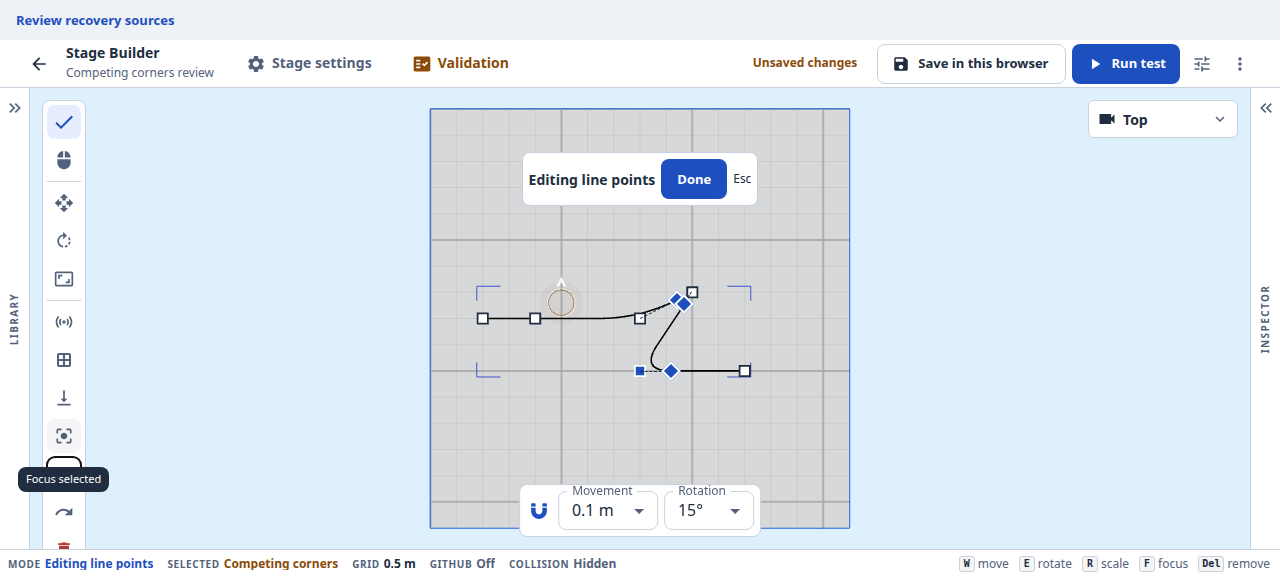 Review recovery sources
Stage Builder
Competing corners review
Stage settings
Validation
Unsaved changes
Save in this browser
Run test
LIBRARY
Top
Editing line points
Done
Esc
INSPECTOR
Focus selected
Movement
0.1 m
Rotation
15°
MODE Editing line points SELECTED Competing corners GRID 0.5 m GITHUB Off COLLISION Hidden W move E rotate R scale F focus Del remove